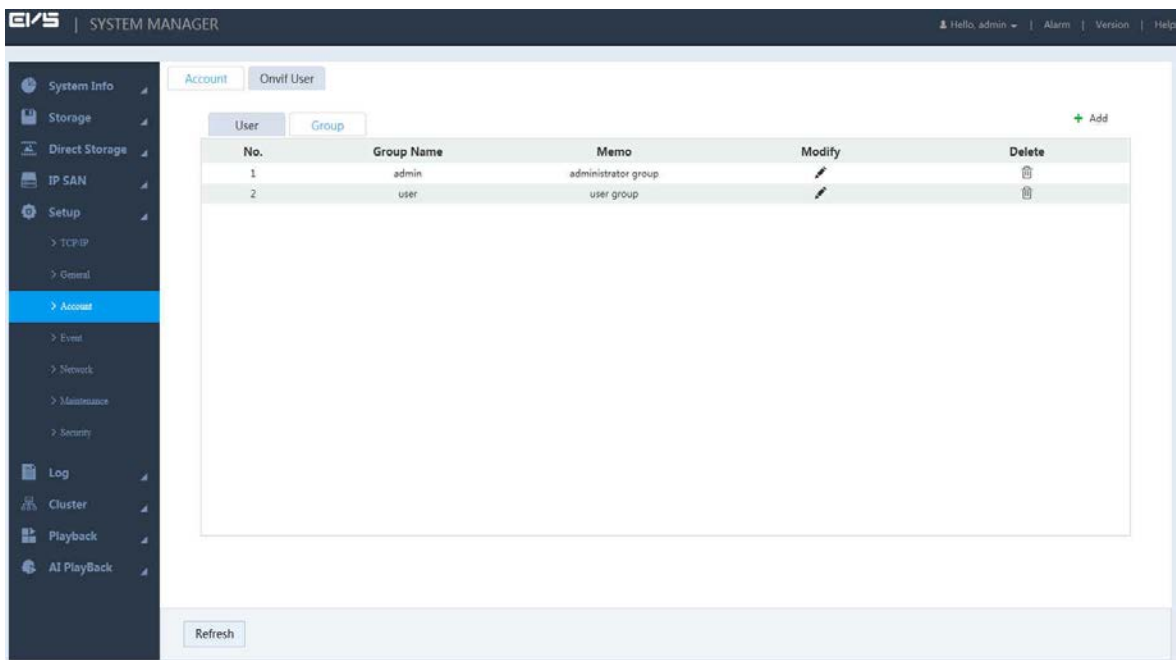 EVS | SYSTEM MANAGER
Hello, admin | Alarm | Version | Help
System Info
Storage
Direct Storage
IP SAN
Setup
> TCP/IP
> General
> Account
> Event
> Network
> Maintenance
> Security
Log
Cluster
Playback
AI PlayBack
Account Onvif User
User Group
+ Add
No. Group Name Memo Modify Delete
1 admin administrator group
2 user user group
Refresh